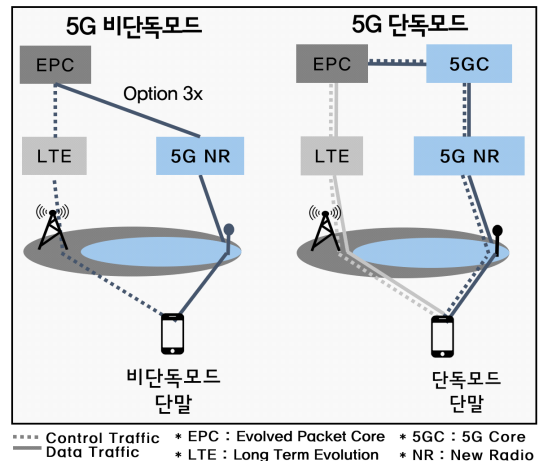 5G 비단독모드
EPC
Option 3x
LTE
5G NR
비단독모드
단말
5G 단독모드
EPC
5GC
LTE
5G NR
단독모드
단말
Control Traffic * EPC : Evolved Packet Core * 5GC : 5G Core
Data Traffic * LTE : Long Term Evolution * NR : New Radio